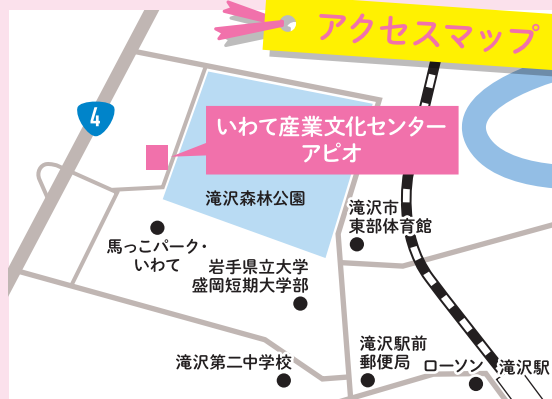 アクセスマップ
4
いわて産業文化センター
アピオ
滝沢森林公園
滝沢市
東部体育館
馬っこパーク・
いわて
岩手県立大学
盛岡短期大学部
滝沢第二中学校
滝沢駅前
郵便局
ローソン
滝沢駅